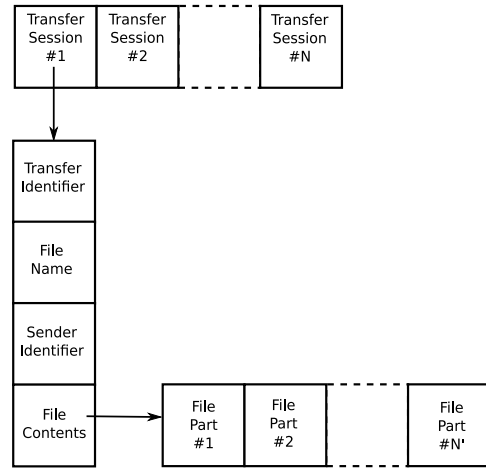 Transfer
Session
#1
Transfer
Session
#2
Transfer
Session
#N
Transfer
Identifier
File
Name
Sender
Identifier
File
Contents
File
Part
#1
File
Part
#2
File
Part
#N'